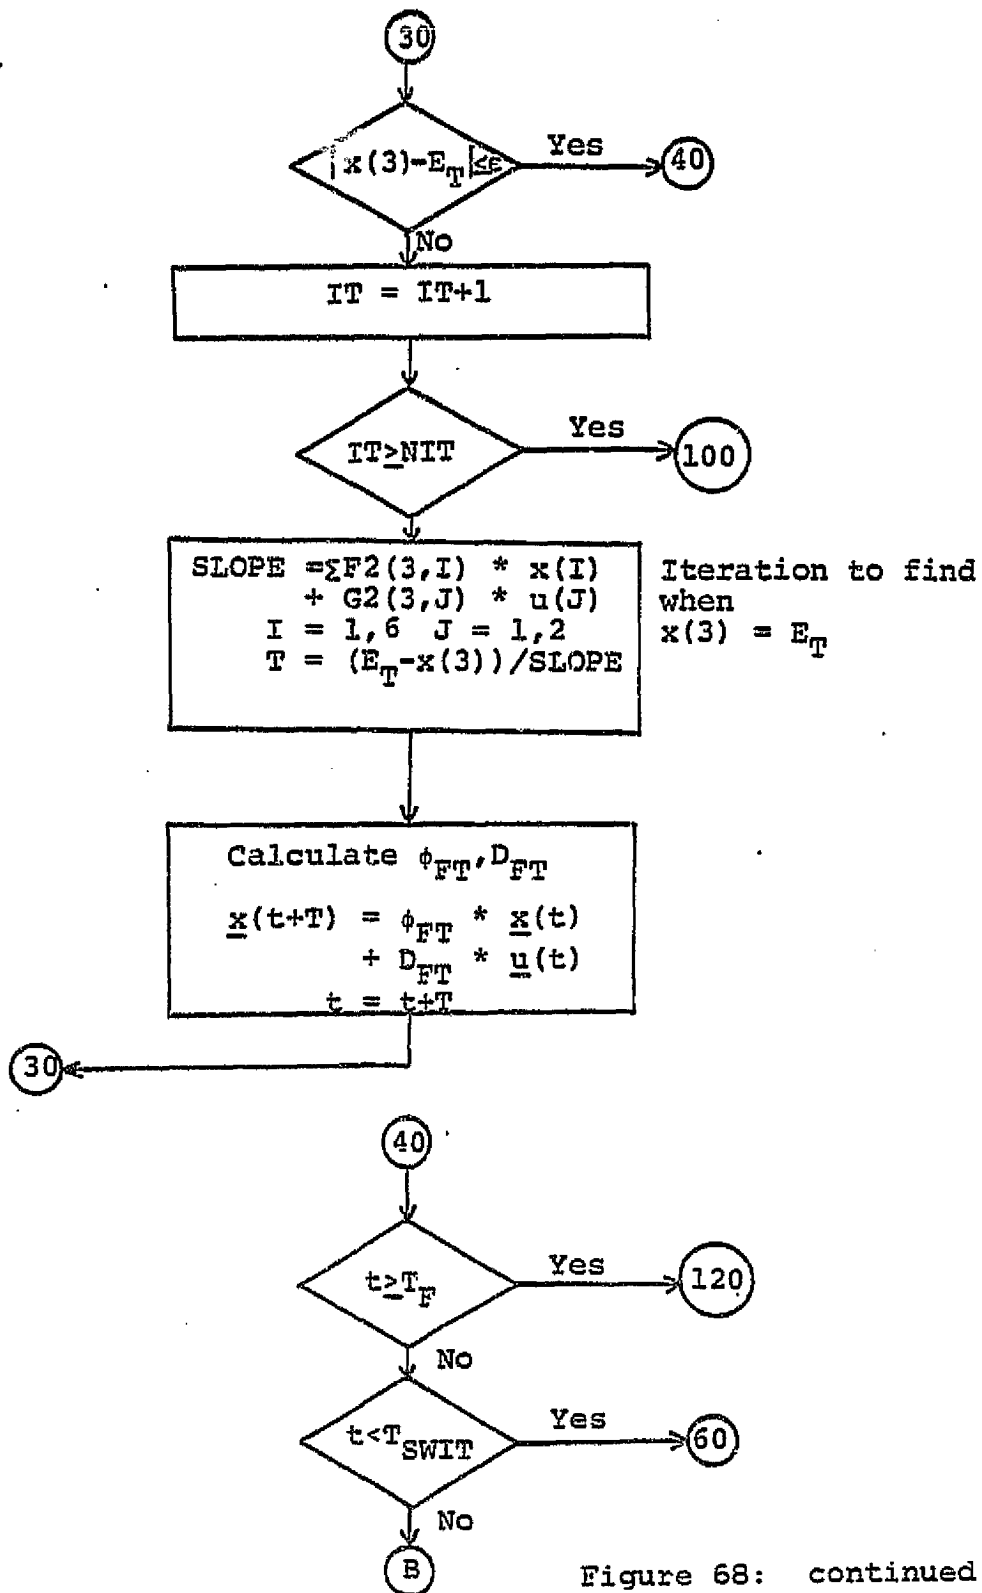 30
|x(3)-E_T|≤ε
Yes
40
No
IT = IT+1
IT≥NIT
Yes
100
SLOPE =ΣF2(3,I) * x(I)
+ G2(3,J) * u(J)
I = 1,6 J = 1,2
T = (E_T-x(3))/SLOPE
Iteration to find
when
x(3) = E_T
Calculate ϕ_FT,D_FT
x(t+T) = ϕ_FT * x(t)
+ D_FT * u(t)
t = t+T
30
40
t≥T_F
Yes
120
No
t<T_SWIT
Yes
60
No
B
Figure 68: continued